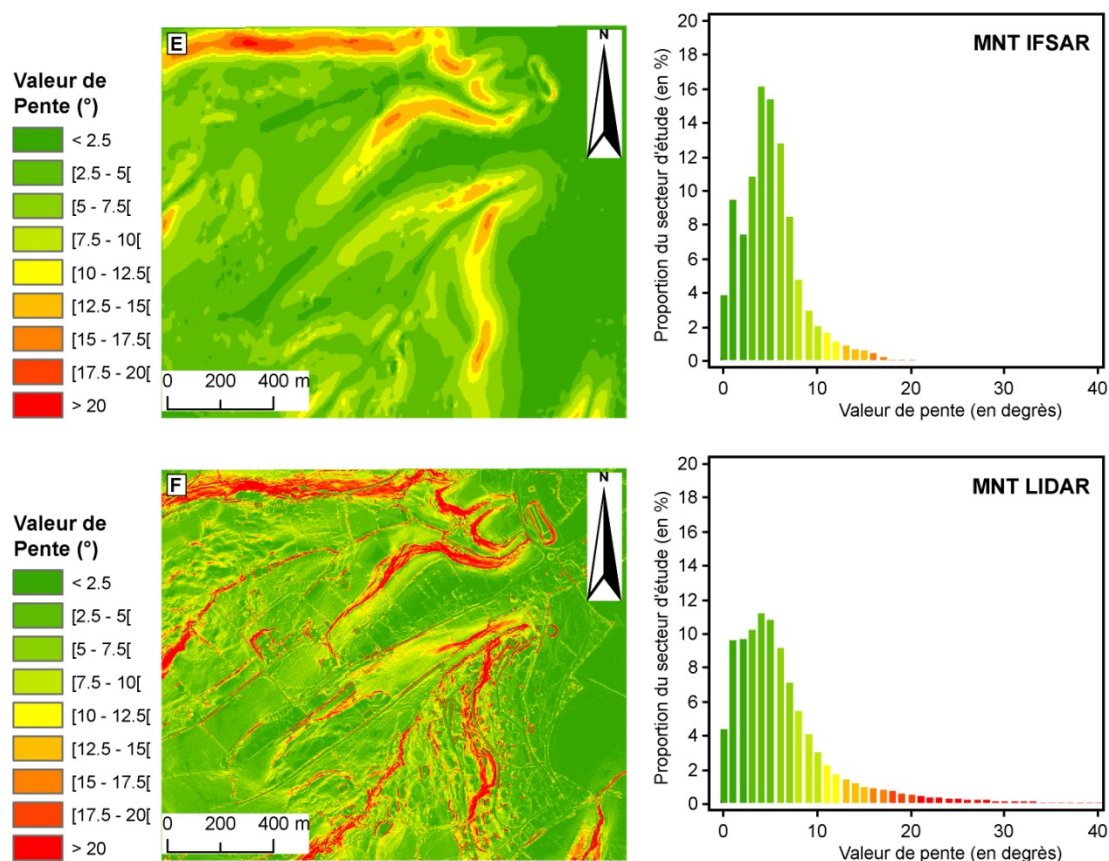 Valeur de
Pente (°)
< 2.5
[2.5 - 5[
[5 - 7.5[
[7.5 - 10[
[10 - 12.5[
[12.5 - 15[
[15 - 17.5[
[17.5 - 20[
> 20
E
N
0 200 400 m
MNT IFSAR
Proportion du secteur d'étude (en %)
20
18
16
14
12
10
8
6
4
2
0
0 10 20 30 40
Valeur de pente (en degrès)
Valeur de
Pente (°)
< 2.5
[2.5 - 5[
[5 - 7.5[
[7.5 - 10[
[10 - 12.5[
[12.5 - 15[
[15 - 17.5[
[17.5 - 20[
> 20
F
N
0 200 400 m
MNT LIDAR
Proportion du secteur d'étude (en %)
20
18
16
14
12
10
8
6
4
2
0
0 10 20 30 40
Valeur de pente (en degrès)